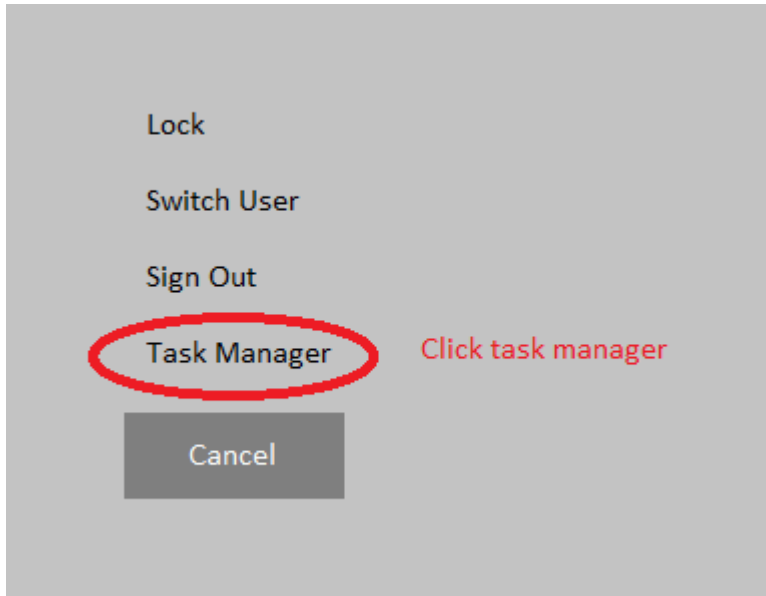 Lock
Switch User
Sign Out
Task Manager
Click task manager
Cancel